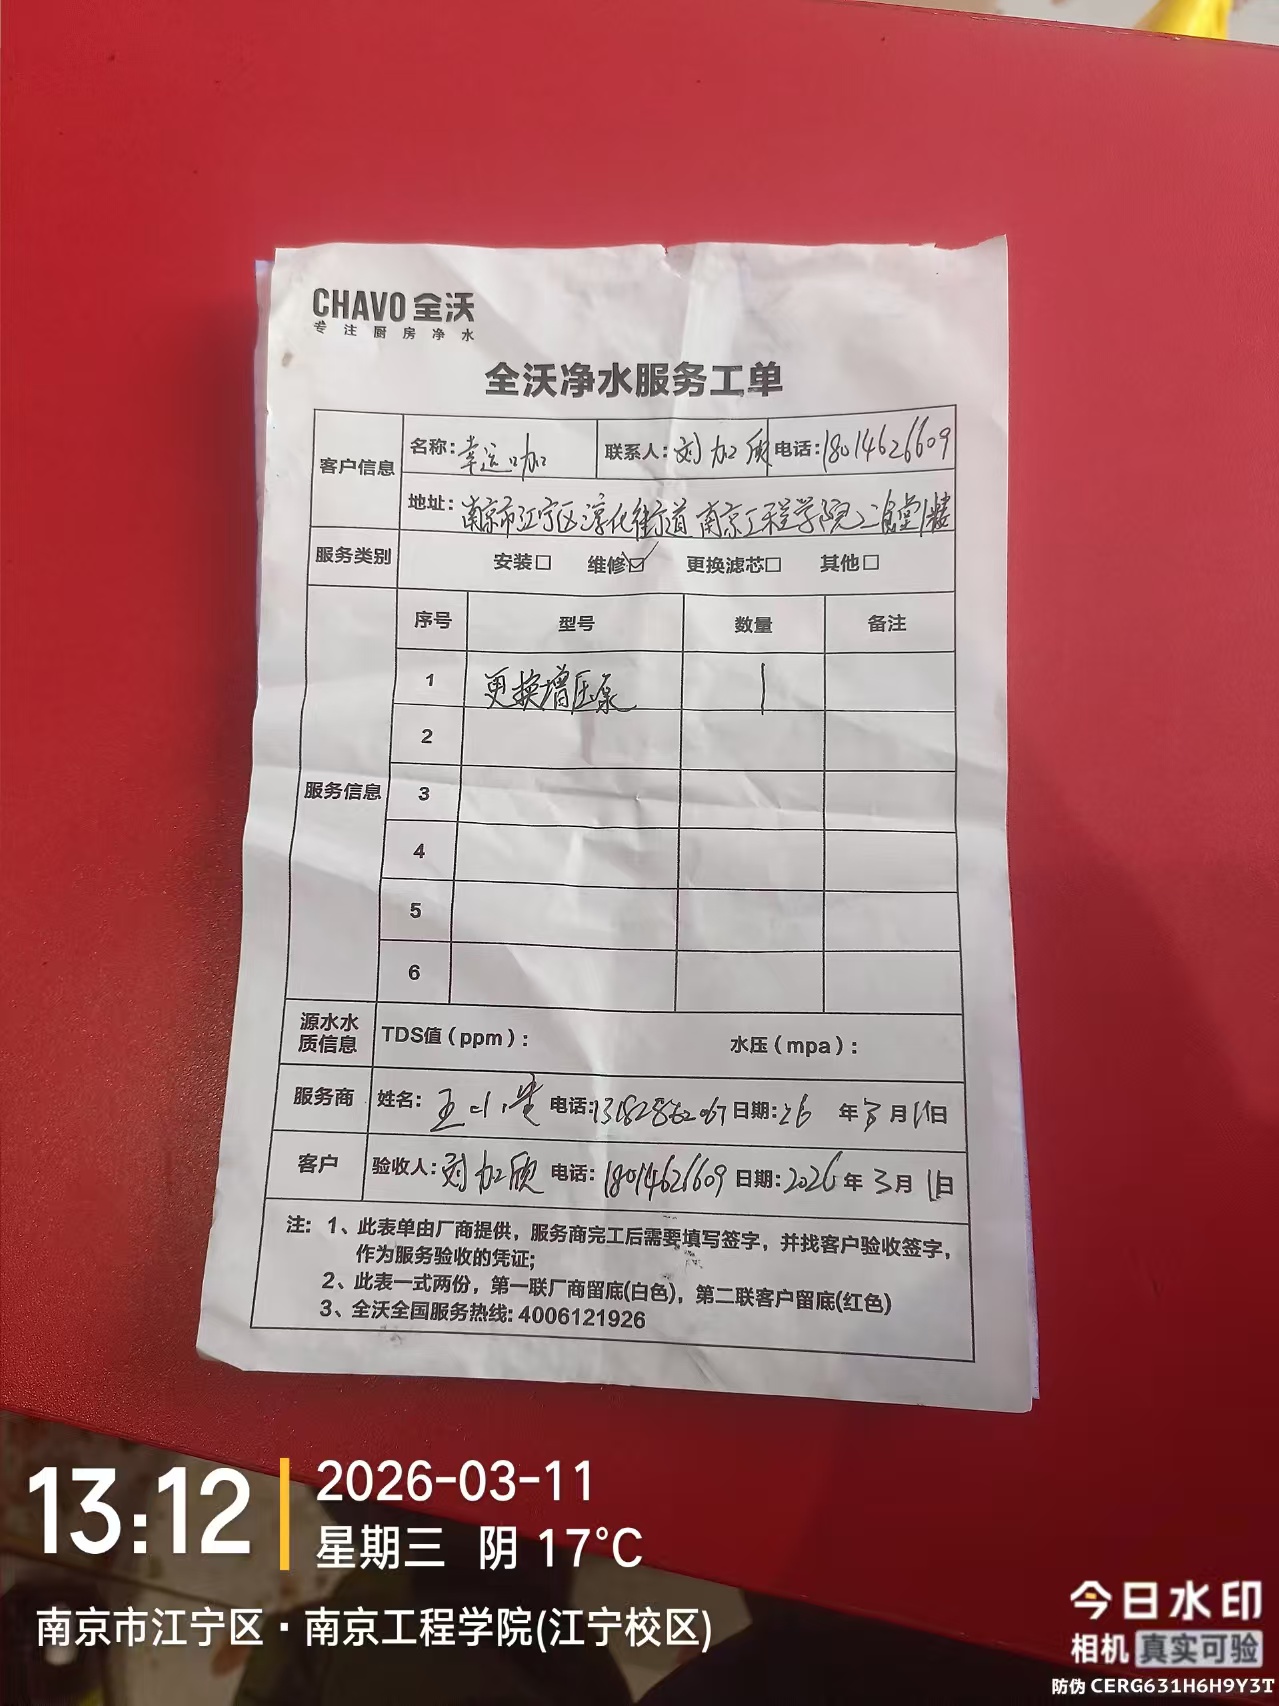 CHAVO 全沃
专注厨房净水
全沃净水服务工单
客户信息 名称: 幸运咖 联系人: 刘加欣 电话: 18014626609
地址: 南京市江宁区淳化街道南京工程学院二食堂1楼
服务类别 安装□ 维修☑ 更换滤芯□ 其他□
服务信息 序号 型号 数量 备注
1 更换增压泵 1
2
3
4
5
6
源水水质信息 TDS值(ppm): 水压(mpa):
服务商 姓名: 王小 电话: 13182862067 日期: 26 年 3 月 11日
客户 验收人: 刘加欣 电话: 18014626609 日期: 2026 年 3 月 11日
注: 1、此表单由厂商提供，服务商完工后需要填写签字，并找客户验收签字，
作为服务验收的凭证;
2、此表一式两份，第一联厂商留底(白色)，第二联客户留底(红色)
3、全沃全国服务热线: 4006121926
13:12
2026-03-11
星期三 阴 17°C
南京市江宁区·南京工程学院(江宁校区)
今日水印
相机 真实可验
防伪 CERG631H6H9Y3T